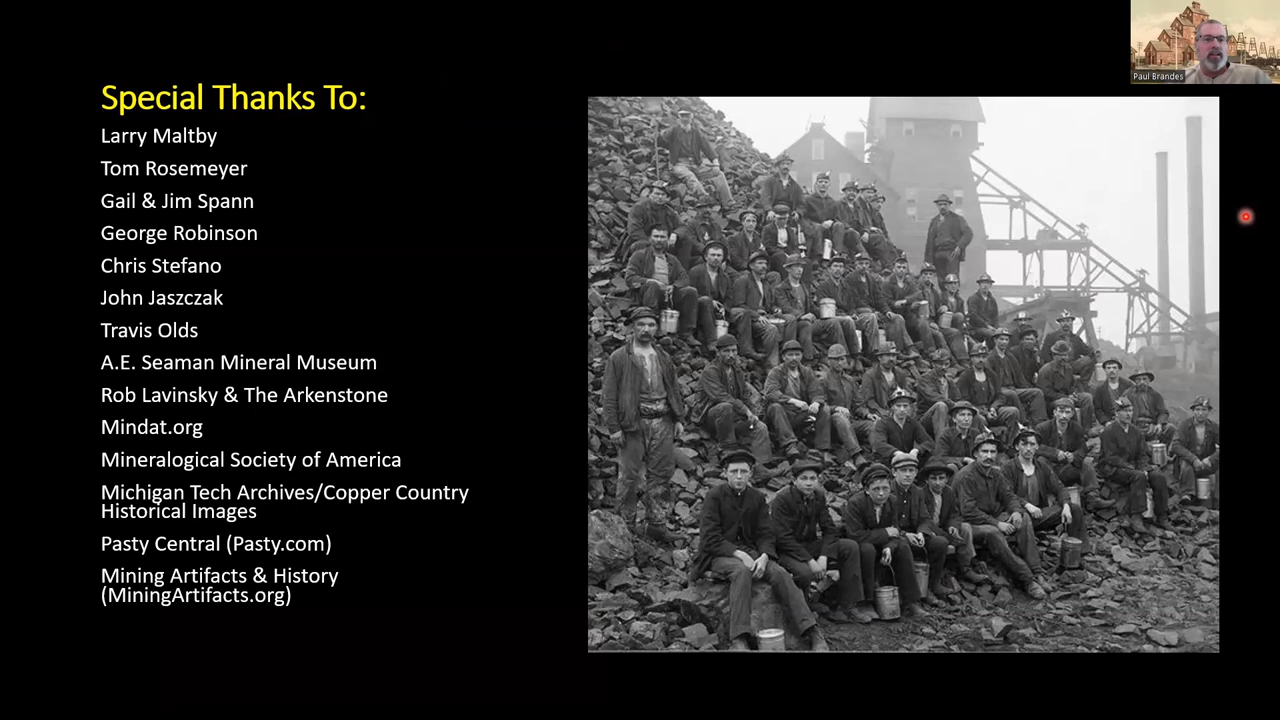 Paul Brandes
Special Thanks To:
Larry Maltby
Tom Rosemeyer
Gail & Jim Spann
George Robinson
Chris Stefano
John Jaszczak
Travis Olds
A.E. Seaman Mineral Museum
Rob Lavinsky & The Arkenstone
Mindat.org
Mineralogical Society of America
Michigan Tech Archives/Copper Country
Historical Images
Pasty Central (Pasty.com)
Mining Artifacts & History
(MiningArtifacts.org)